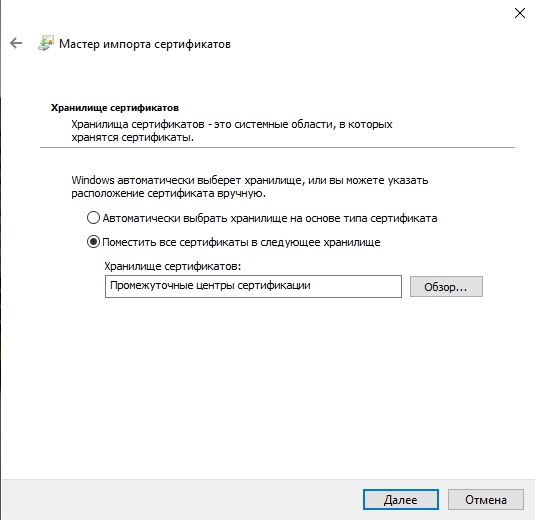 Мастер импорта сертификатов
Хранилище сертификатов
Хранилища сертификатов - это системные области, в которых
хранятся сертификаты.
Windows автоматически выберет хранилище, или вы можете указать
расположение сертификата вручную.
Автоматически выбрать хранилище на основе типа сертификата
Поместить все сертификаты в следующее хранилище
Хранилище сертификатов:
Промежуточные центры сертификации
Обзор...
Далее
Отмена